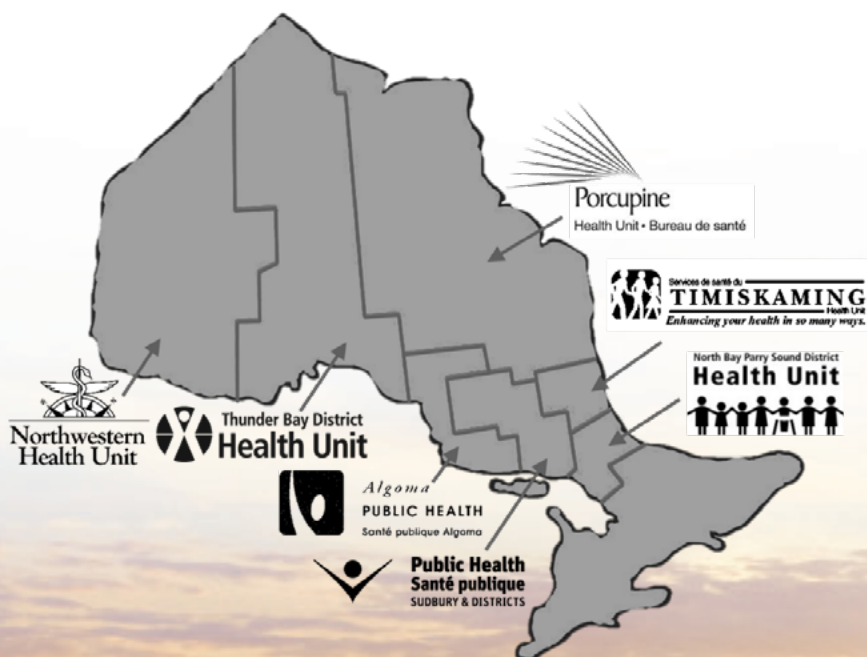 Porcupine
Health Unit • Bureau de santé
Services de santé du
TIMISKAMING
Health Unit
Enhancing your health in so many ways.
North Bay Parry Sound District
Health Unit
Northwestern
Health Unit
Thunder Bay District
Health Unit
Algoma
PUBLIC HEALTH
Santé publique Algoma
Public Health
Santé publique
SUDBURY & DISTRICTS